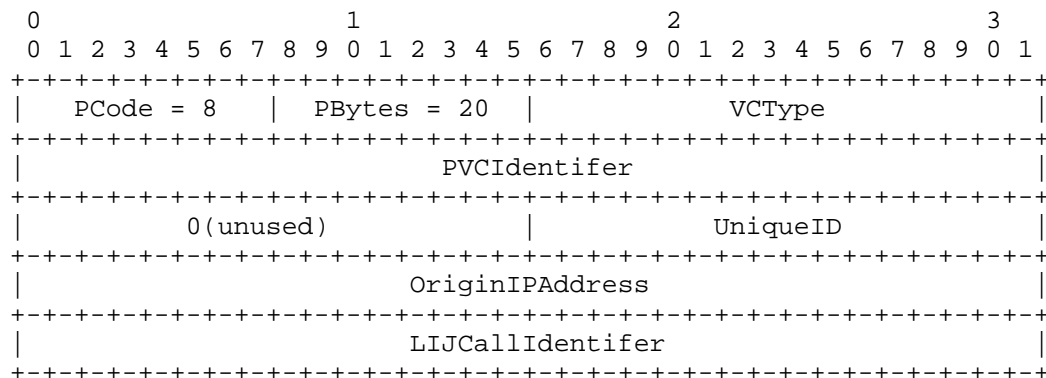 0                   1                   2                   3
0 1 2 3 4 5 6 7 8 9 0 1 2 3 4 5 6 7 8 9 0 1 2 3 4 5 6 7 8 9 0 1
+-+-+-+-+-+-+-+-+-+-+-+-+-+-+-+-+-+-+-+-+-+-+-+-+-+-+-+-+-+-+-+-+
|   PCode = 8   |  PBytes = 20  |            VCType             |
+-+-+-+-+-+-+-+-+-+-+-+-+-+-+-+-+-+-+-+-+-+-+-+-+-+-+-+-+-+-+-+-+
|                          PVCIdentifer                         |
+-+-+-+-+-+-+-+-+-+-+-+-+-+-+-+-+-+-+-+-+-+-+-+-+-+-+-+-+-+-+-+-+
|          0(unused)            |           UniqueID            |
+-+-+-+-+-+-+-+-+-+-+-+-+-+-+-+-+-+-+-+-+-+-+-+-+-+-+-+-+-+-+-+-+
|                        OriginIPAddress                        |
+-+-+-+-+-+-+-+-+-+-+-+-+-+-+-+-+-+-+-+-+-+-+-+-+-+-+-+-+-+-+-+-+
|                        LIJCallIdentifer                       |
+-+-+-+-+-+-+-+-+-+-+-+-+-+-+-+-+-+-+-+-+-+-+-+-+-+-+-+-+-+-+-+-+